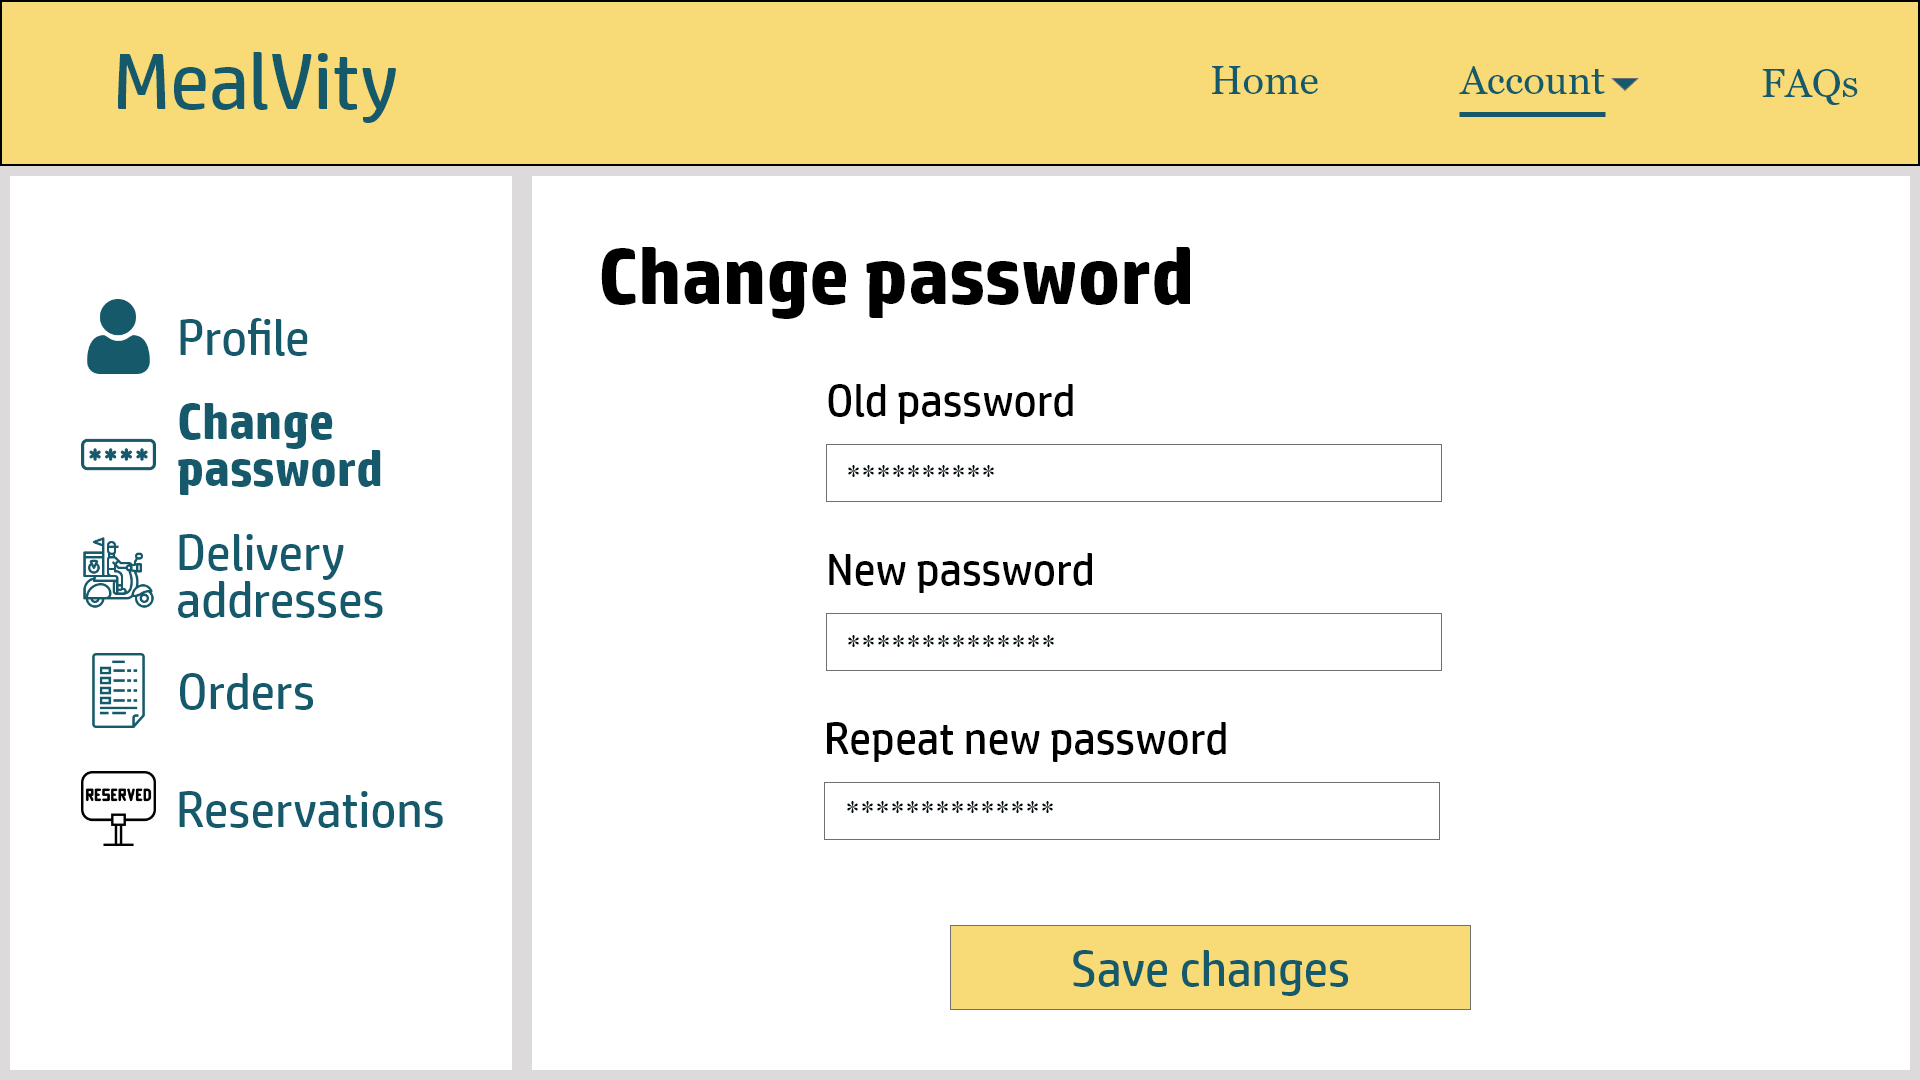 MealVity
Home
Account
FAQs
Profile
Change
password
Delivery
addresses
Orders
RESERVED
Reservations
Change password
Old password
**********
New password
**************
Repeat new password
**************
Save changes